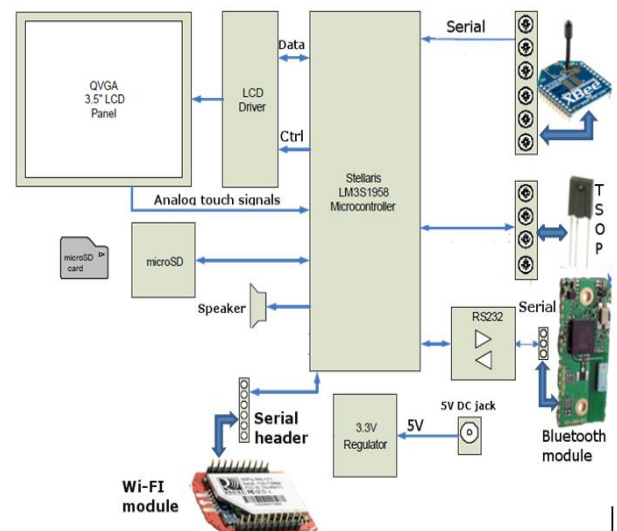 QVGA
3.5" LCD
Panel
LCD
Driver
Data
Ctrl
Serial
XBee
Stellaris
LM3S1958
Microcontroller
Analog touch signals
T
S
O
P
microSD
card
microSD
Speaker
RS232
Serial
Serial
header
3.3V
Regulator
5V
5V DC jack
Bluetooth
module
Wi-FI
module